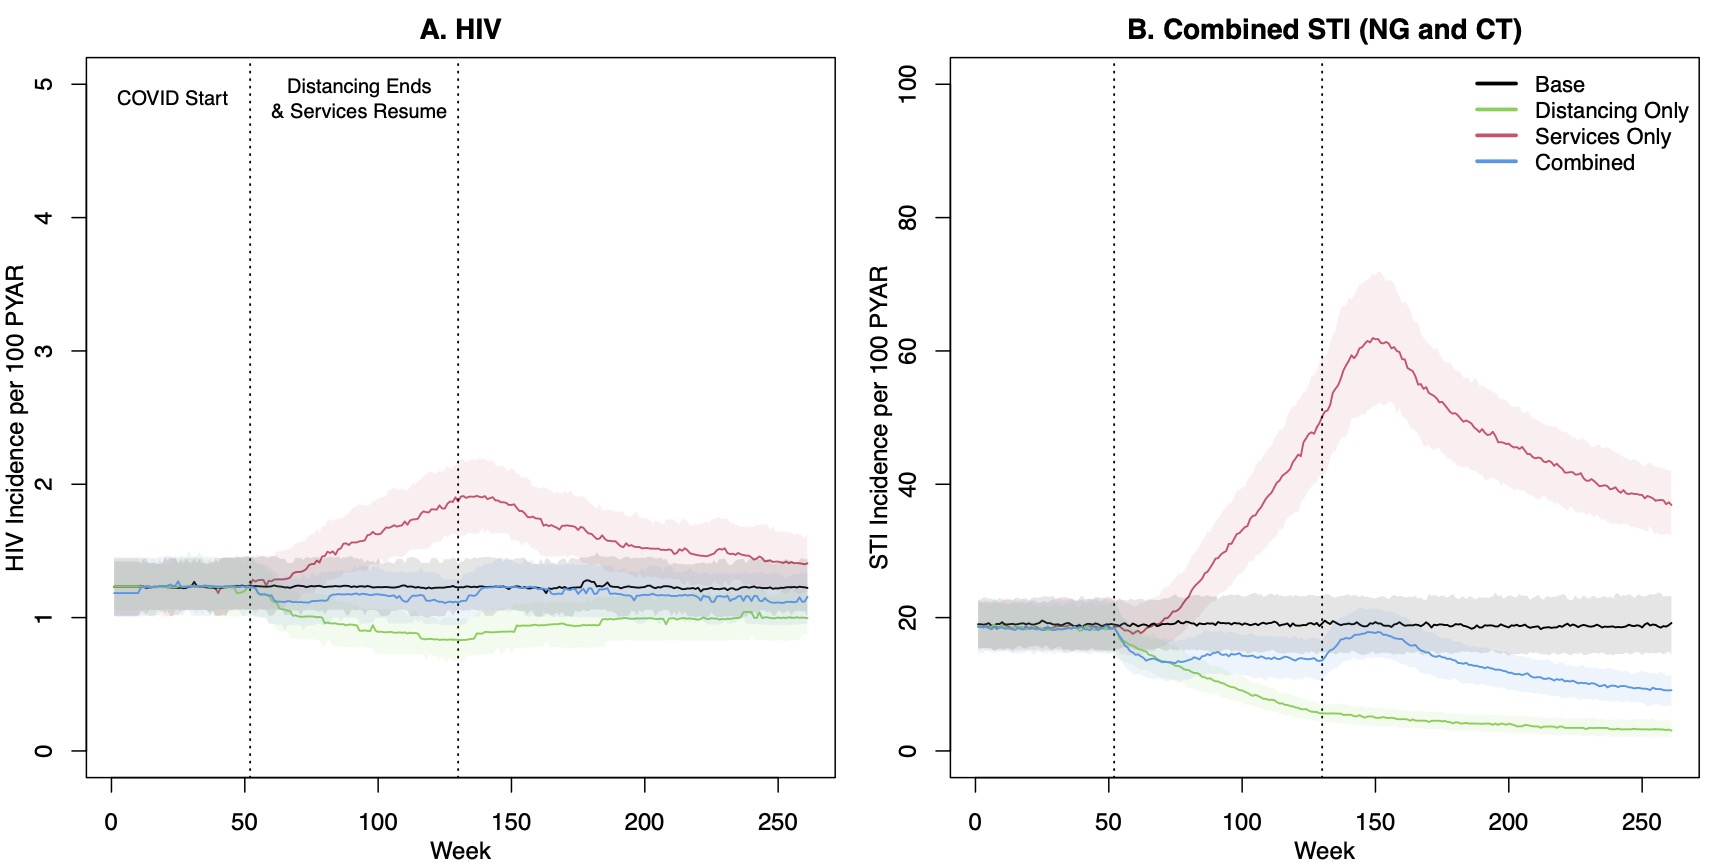 A. HIV
COVID Start
Distancing Ends
& Services Resume
HIV Incidence per 100 PYAR
5
4
3
2
1
0
0 50 100 150 200 250
Week
B. Combined STI (NG and CT)
Base
Distancing Only
Services Only
Combined
STI Incidence per 100 PYAR
100
80
60
40
20
0
0 50 100 150 200 250
Week